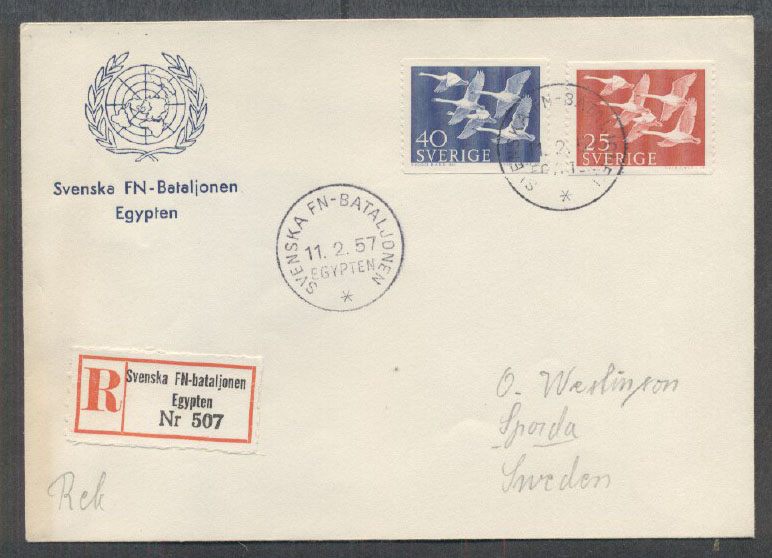 Svenska FN-Bataljonen
Egypten
40
SVERIGE
25
SVERIGE
SVENSKA FN-BATALJONEN
11. 2. 57
EGYPTEN
R
Svenska FN-bataljonen
Egypten
Nr 507
O.
Sporda
Sweden
Rek